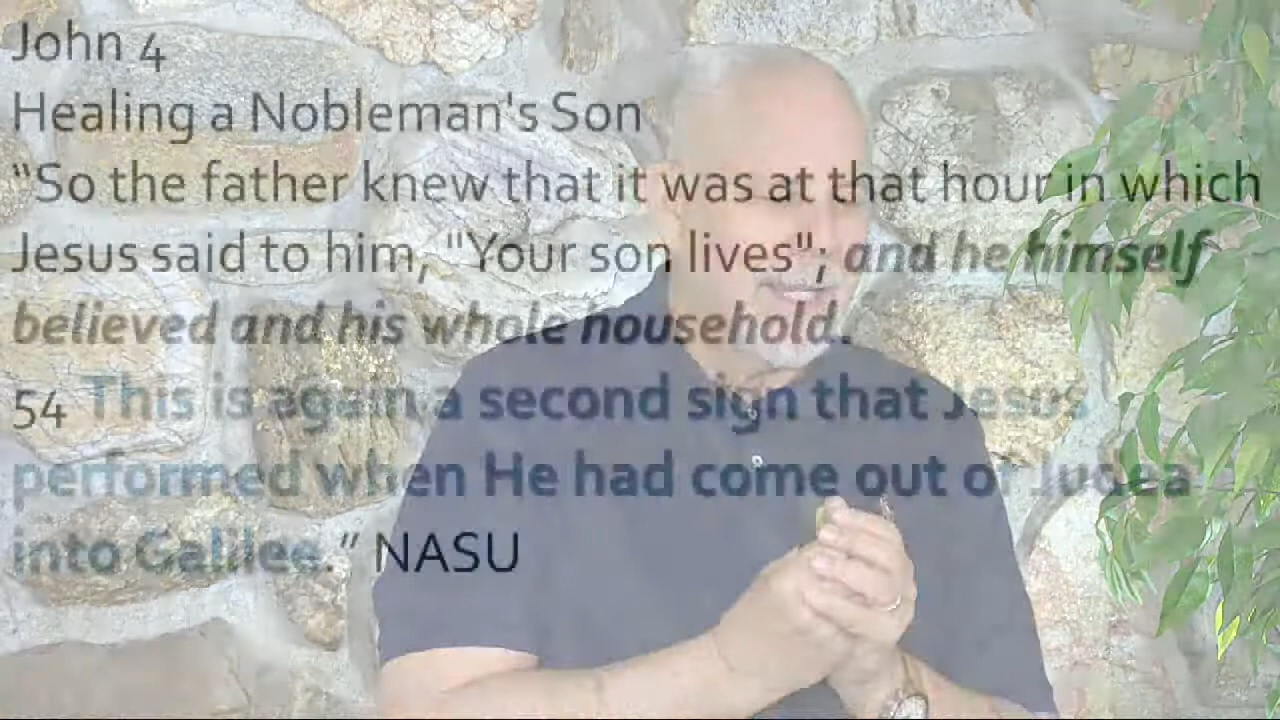 John 4
Healing a Nobleman's Son
“So the father knew that it was at that hour in which
Jesus said to him, "Your son lives"; and he himself
believed and his whole household.
54 This is again a second sign that Jesus
performed when He had come out of Judea
into Galilee.” NASU